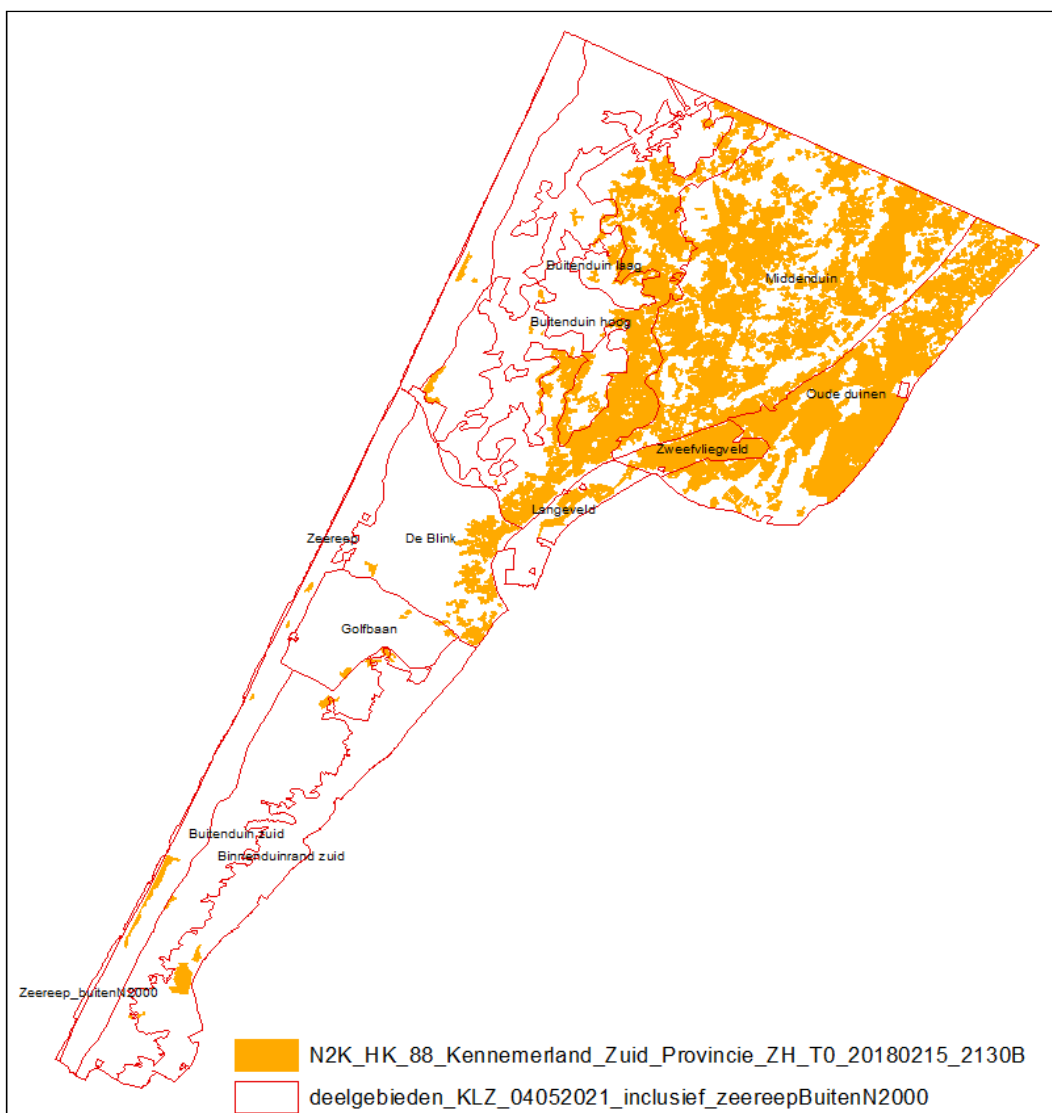 Buitenduin laag
Middenduin
Buitenduin hoog
Oude duinen
Zweefvliegveld
Langeveld
Zeereep
De Blink
Golfbaan
Buitenduin zuid
Binnenduinrand zuid
Zeereep_buitenN2000
N2K_HK_88_Kennemerland_Zuid_Provincie_ZH_T0_20180215_2130B
deelgebieden_KLZ_04052021_inclusief_zeereepBuitenN2000